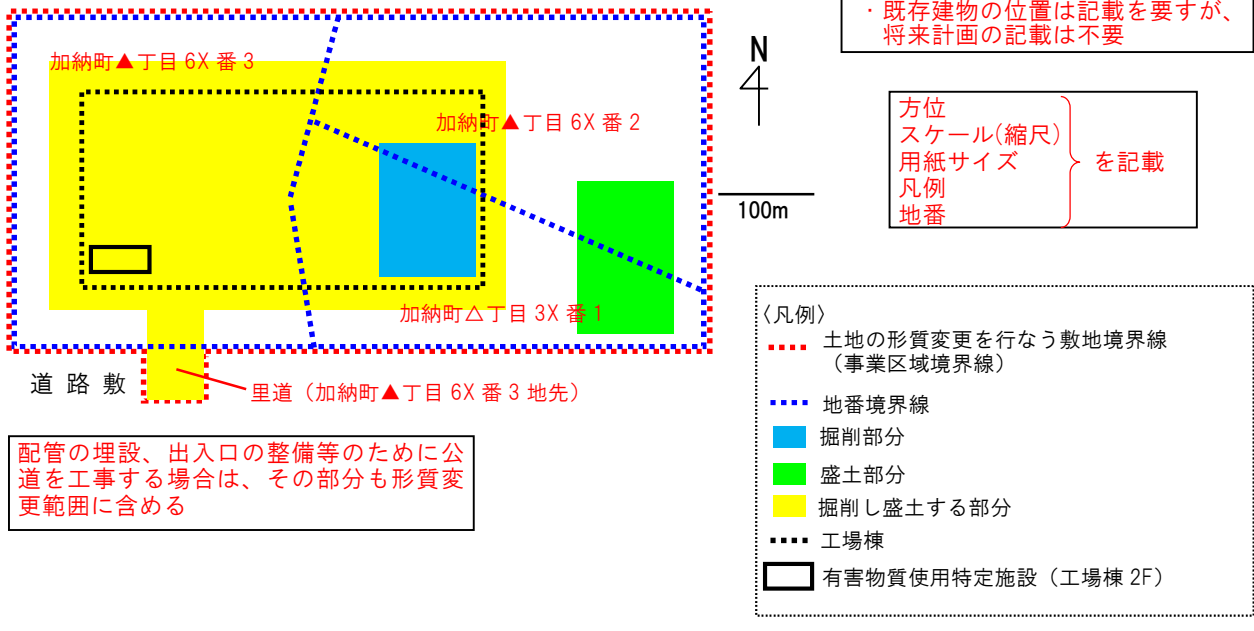 ・既存建物の位置は記載を要すが、
将来計画の記載は不要
加納町▲丁目 6X 番 3
N
加納町▲丁目 6X 番 2
方位
スケール(縮尺)
用紙サイズ
凡例
地番
を記載
100m
加納町△丁目 3X 番 1
道 路 敷
里道（加納町▲丁目 6X 番 3 地先）
配管の埋設、出入口の整備等のために公
道を工事する場合は、その部分も形質変
更範囲に含める
〈凡例〉
土地の形質変更を行なう敷地境界線
（事業区域境界線）
地番境界線
掘削部分
盛土部分
掘削し盛土する部分
工場棟
有害物質使用特定施設（工場棟 2F）